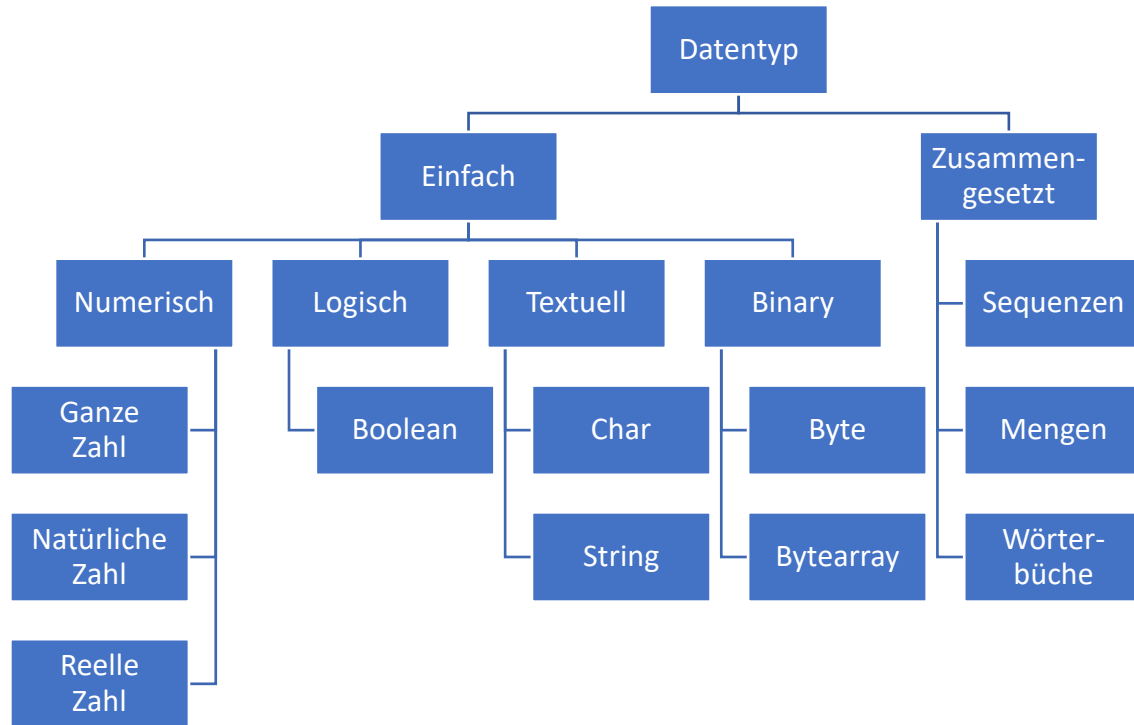 Datentyp
Einfach
Zusammen-
gesetzt
Numerisch
Logisch
Textuell
Binary
Sequenzen
Ganze
Zahl
Boolean
Char
Byte
Mengen
Natürliche
Zahl
String
Bytearray
Wörter-
büche
Reelle
Zahl